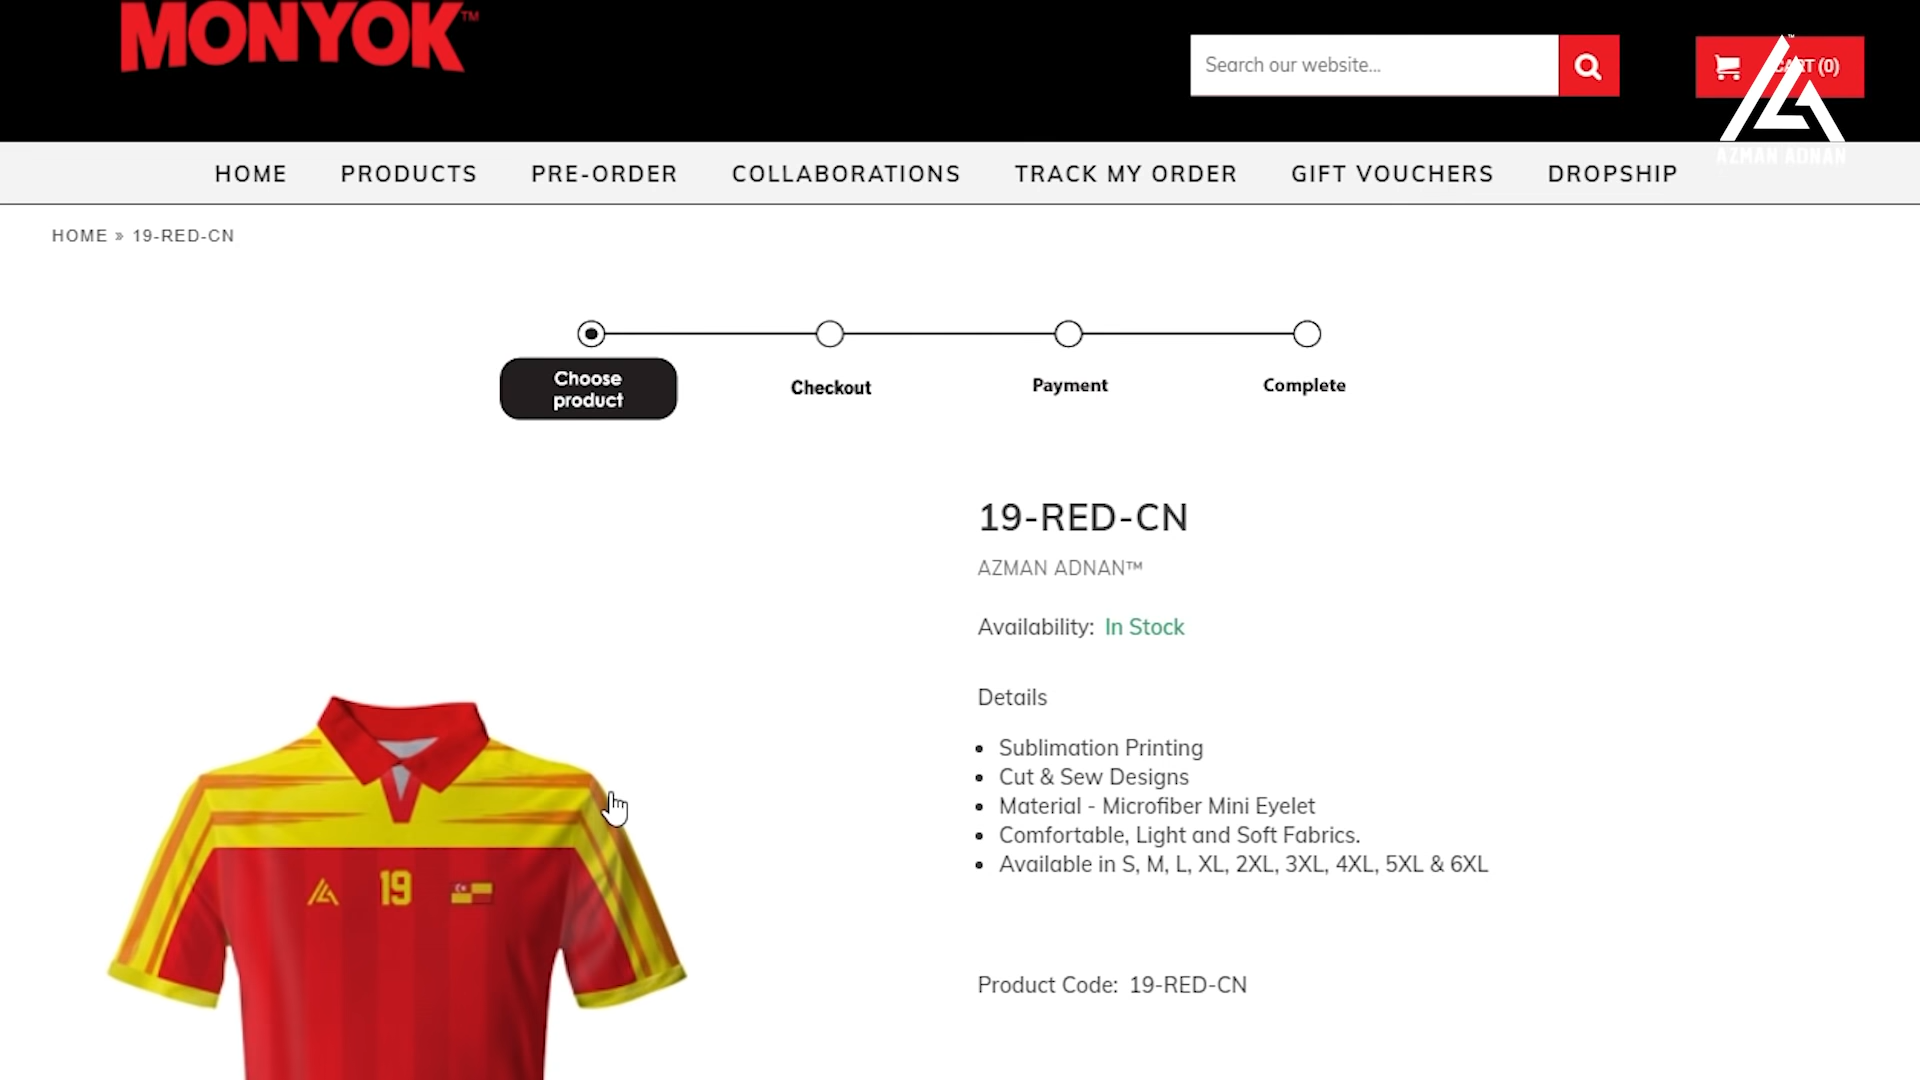 MONYOK™
Search our website...
CART (0)
AZMAN ADNAN
HOME PRODUCTS PRE-ORDER COLLABORATIONS TRACK MY ORDER GIFT VOUCHERS DROPSHIP
HOME » 19-RED-CN
Choose
product
Checkout
Payment
Complete
19-RED-CN
AZMAN ADNAN™
Availability: In Stock
Details
• Sublimation Printing
• Cut & Sew Designs
• Material - Microfiber Mini Eyelet
• Comfortable, Light and Soft Fabrics.
• Available in S, M, L, XL, 2XL, 3XL, 4XL, 5XL & 6XL
19
Product Code: 19-RED-CN